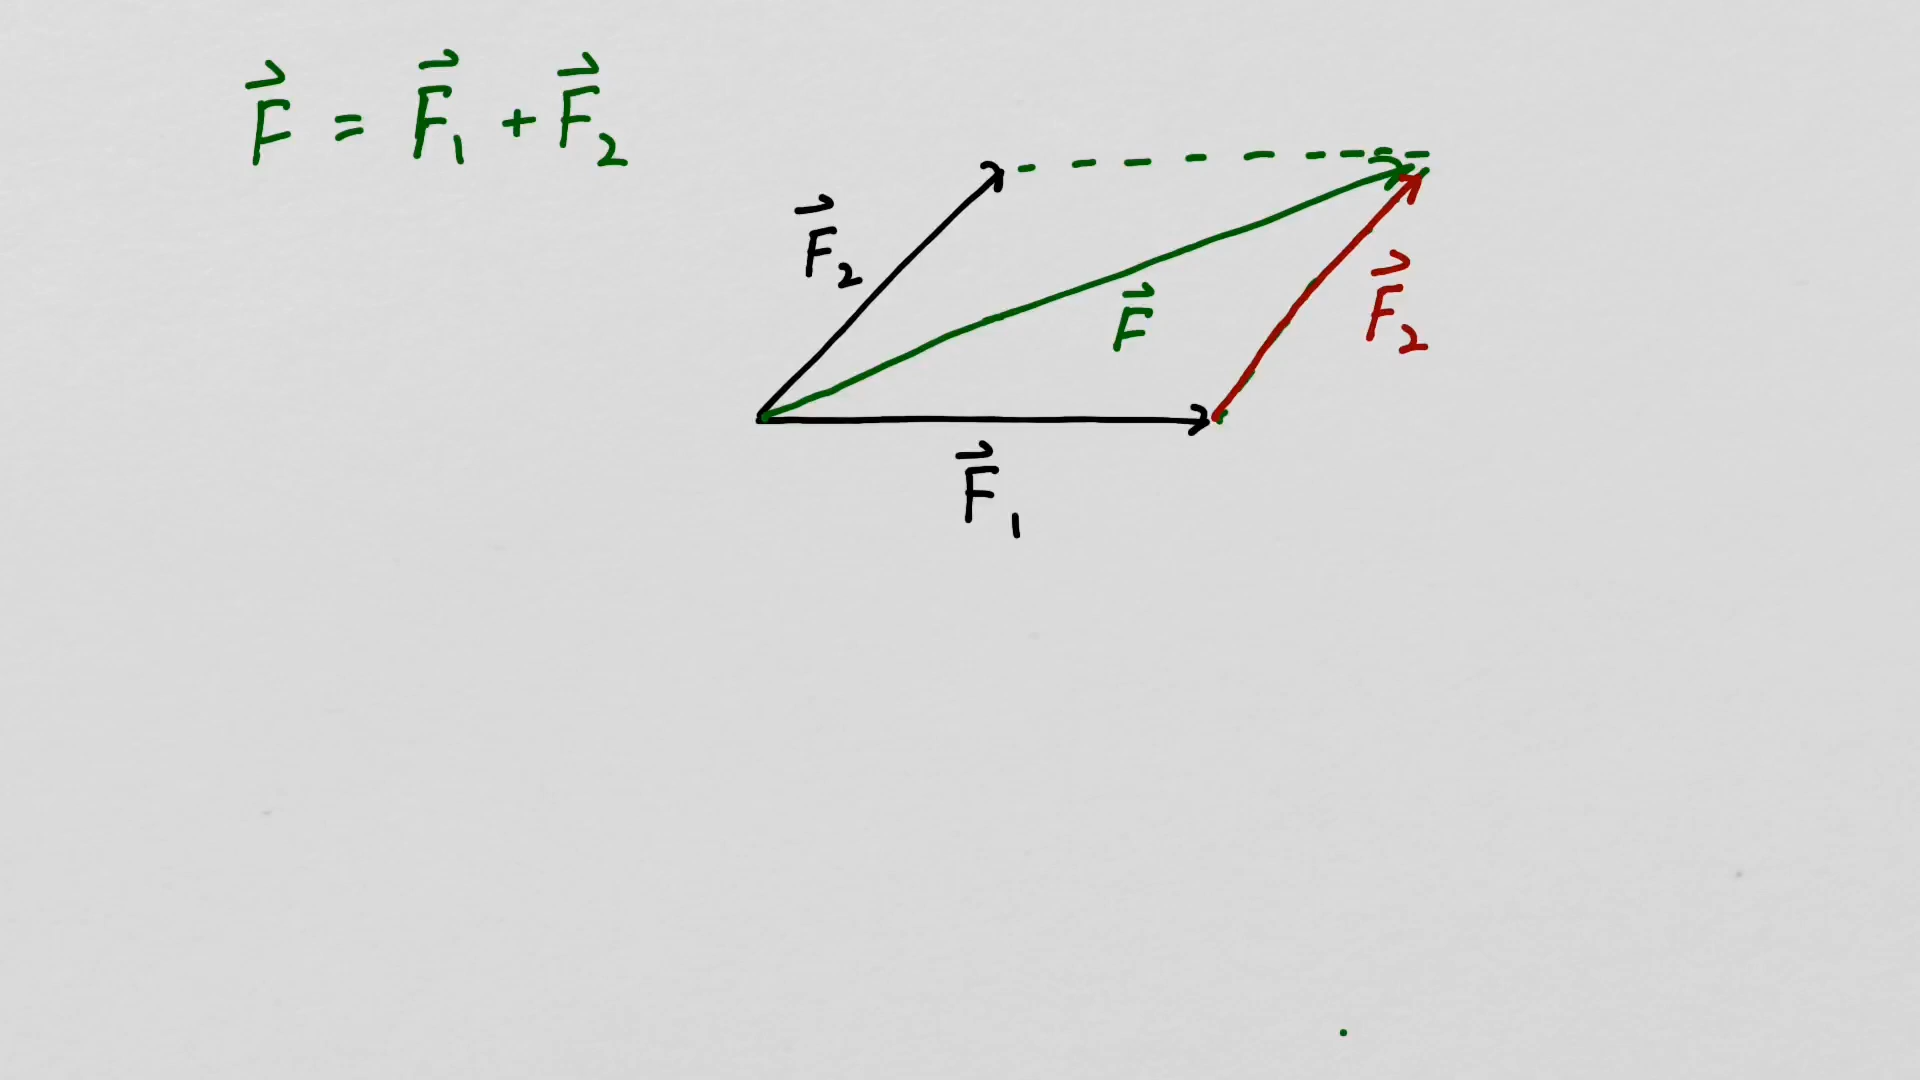 F⃗ = F⃗₁ + F⃗₂
F⃗₂
F⃗₂
F⃗
F⃗₁